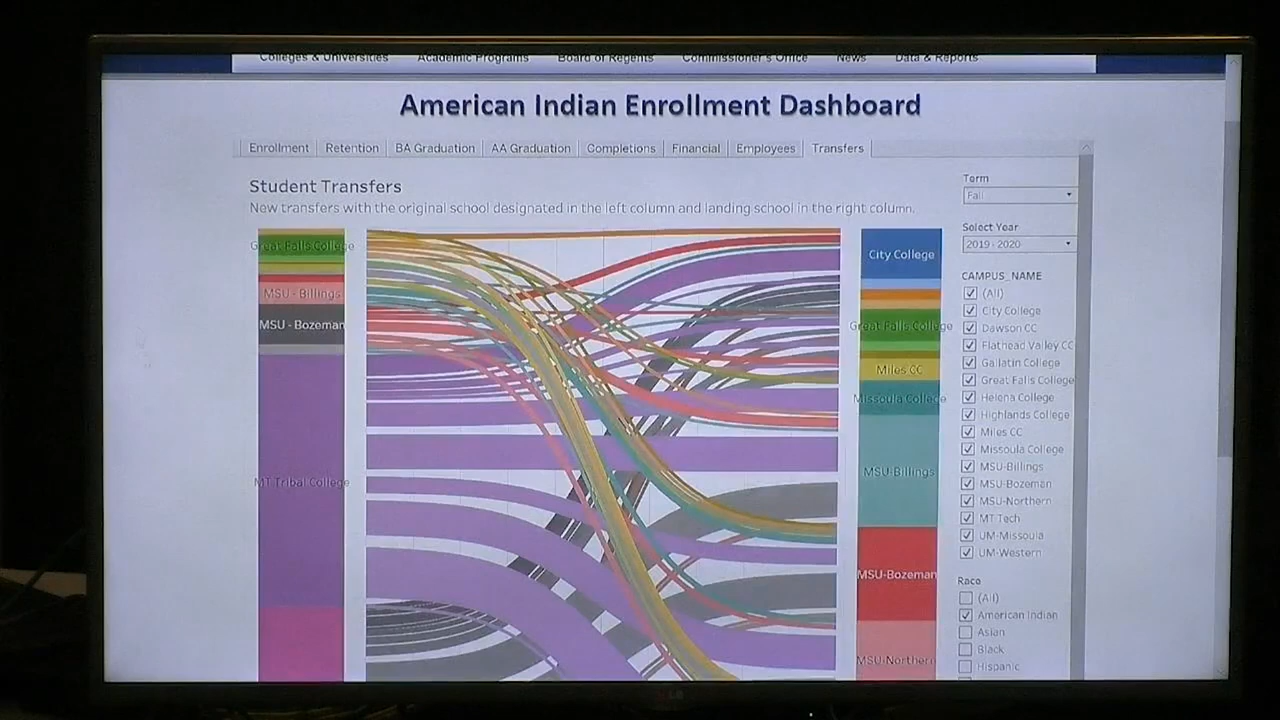 Colleges & Universities Academic Programs Board of Regents Commissioner's Office News Data & Reports
American Indian Enrollment Dashboard
Enrollment Retention BA Graduation AA Graduation Completions Financial Employees Transfers
Student Transfers
New transfers with the original school designated in the left column and landing school in the right column.
Great Falls College
MSU - Billings
MSU - Bozeman
MT Tribal College
City College
Great Falls College
Miles CC
Missoula College
MSU-Billings
MSU-Bozeman
MSU-Northern
Term
Fall
Select Year
2019 - 2020
CAMPUS_NAME
(All)
City College
Dawson CC
Flathead Valley CC
Gallatin College
Great Falls College
Helena College
Highlands College
Miles CC
Missoula College
MSU-Billings
MSU-Bozeman
MSU-Northern
MT Tech
UM-Missoula
UM-Western
Race
(All)
American Indian
Asian
Black
Hispanic
LG